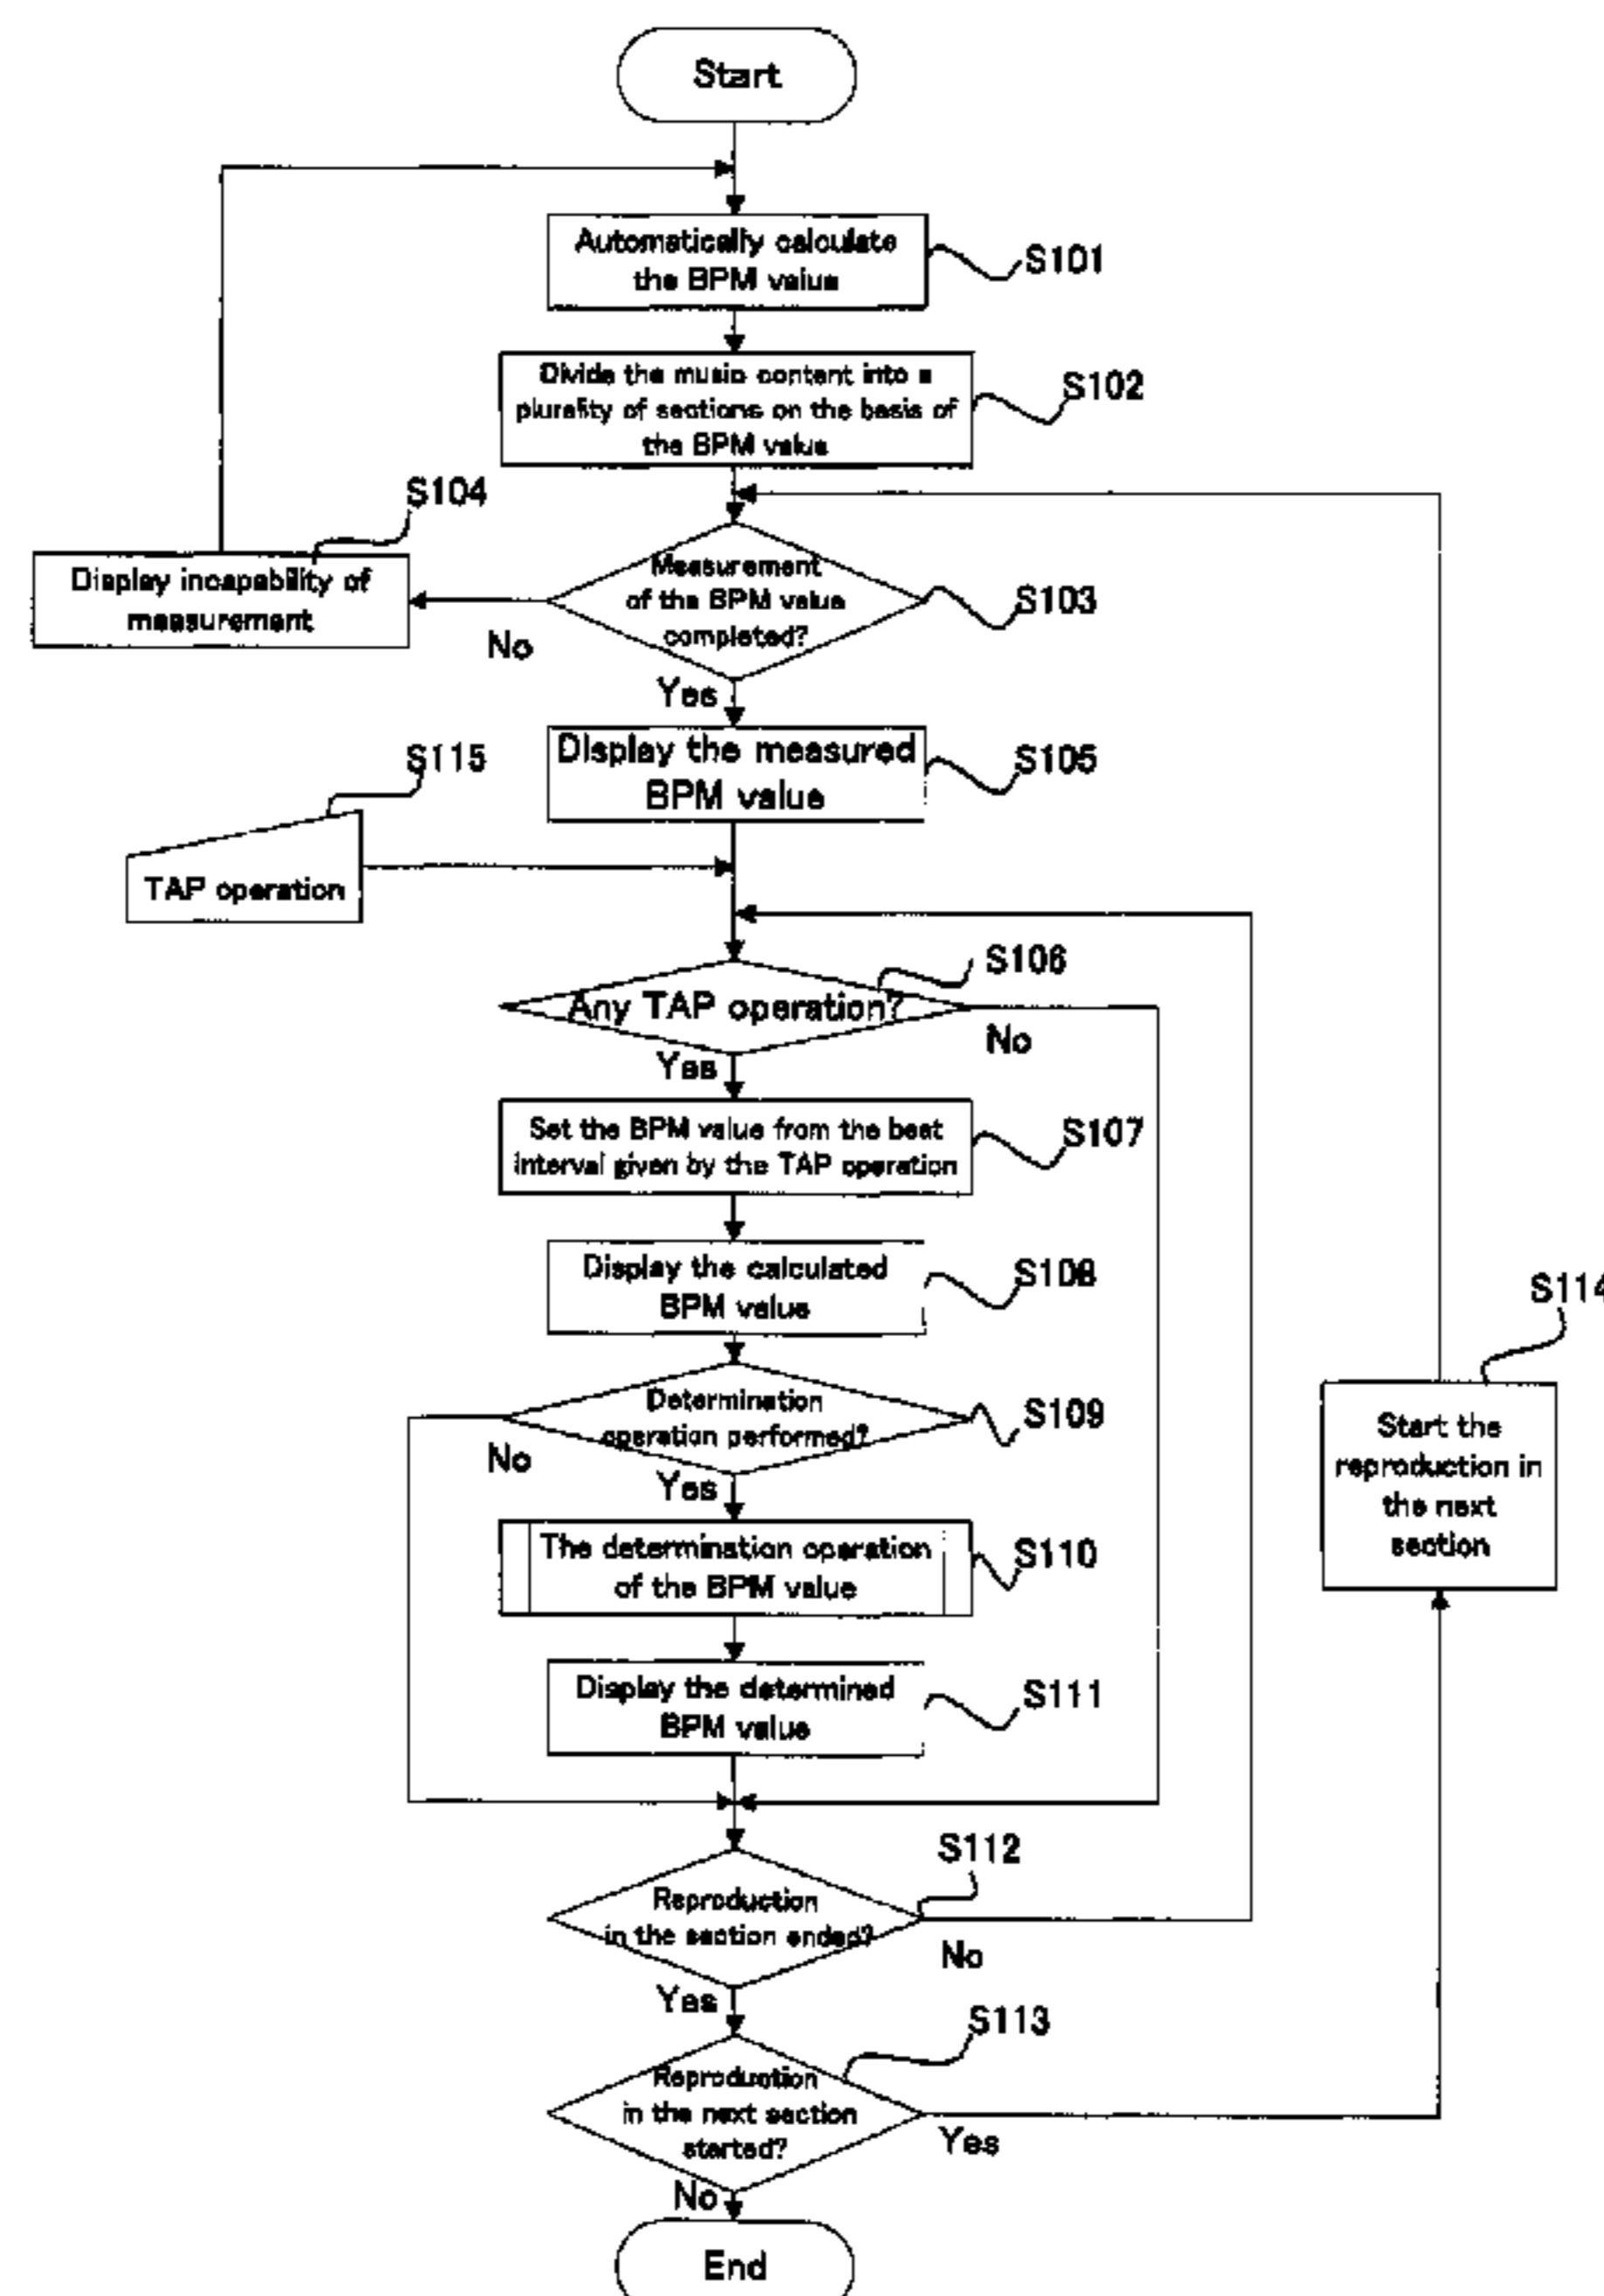 Start
Automatically calculate
the BPM value
S101
Divide the music content into a
plurality of sections on the basis of
the BPM value
S102
S104
Display incapability of
measurement
Measurement
of the BPM value
completed?
S103
No
Yes
Display the measured
BPM value
S105
S115
TAP operation
S106
Any TAP operation?
No
Yes
Set the BPM value from the beat
interval given by the TAP operation
S107
Display the calculated
BPM value
S108
Determination
operation performed?
S109
No
Yes
S114
Start the
reproduction in
the next
section
The determination operation
of the BPM value
S110
Display the determined
BPM value
S111
S112
Reproduction
in the section ended?
No
Yes
S113
Reproduction
in the next section
started?
Yes
No
End